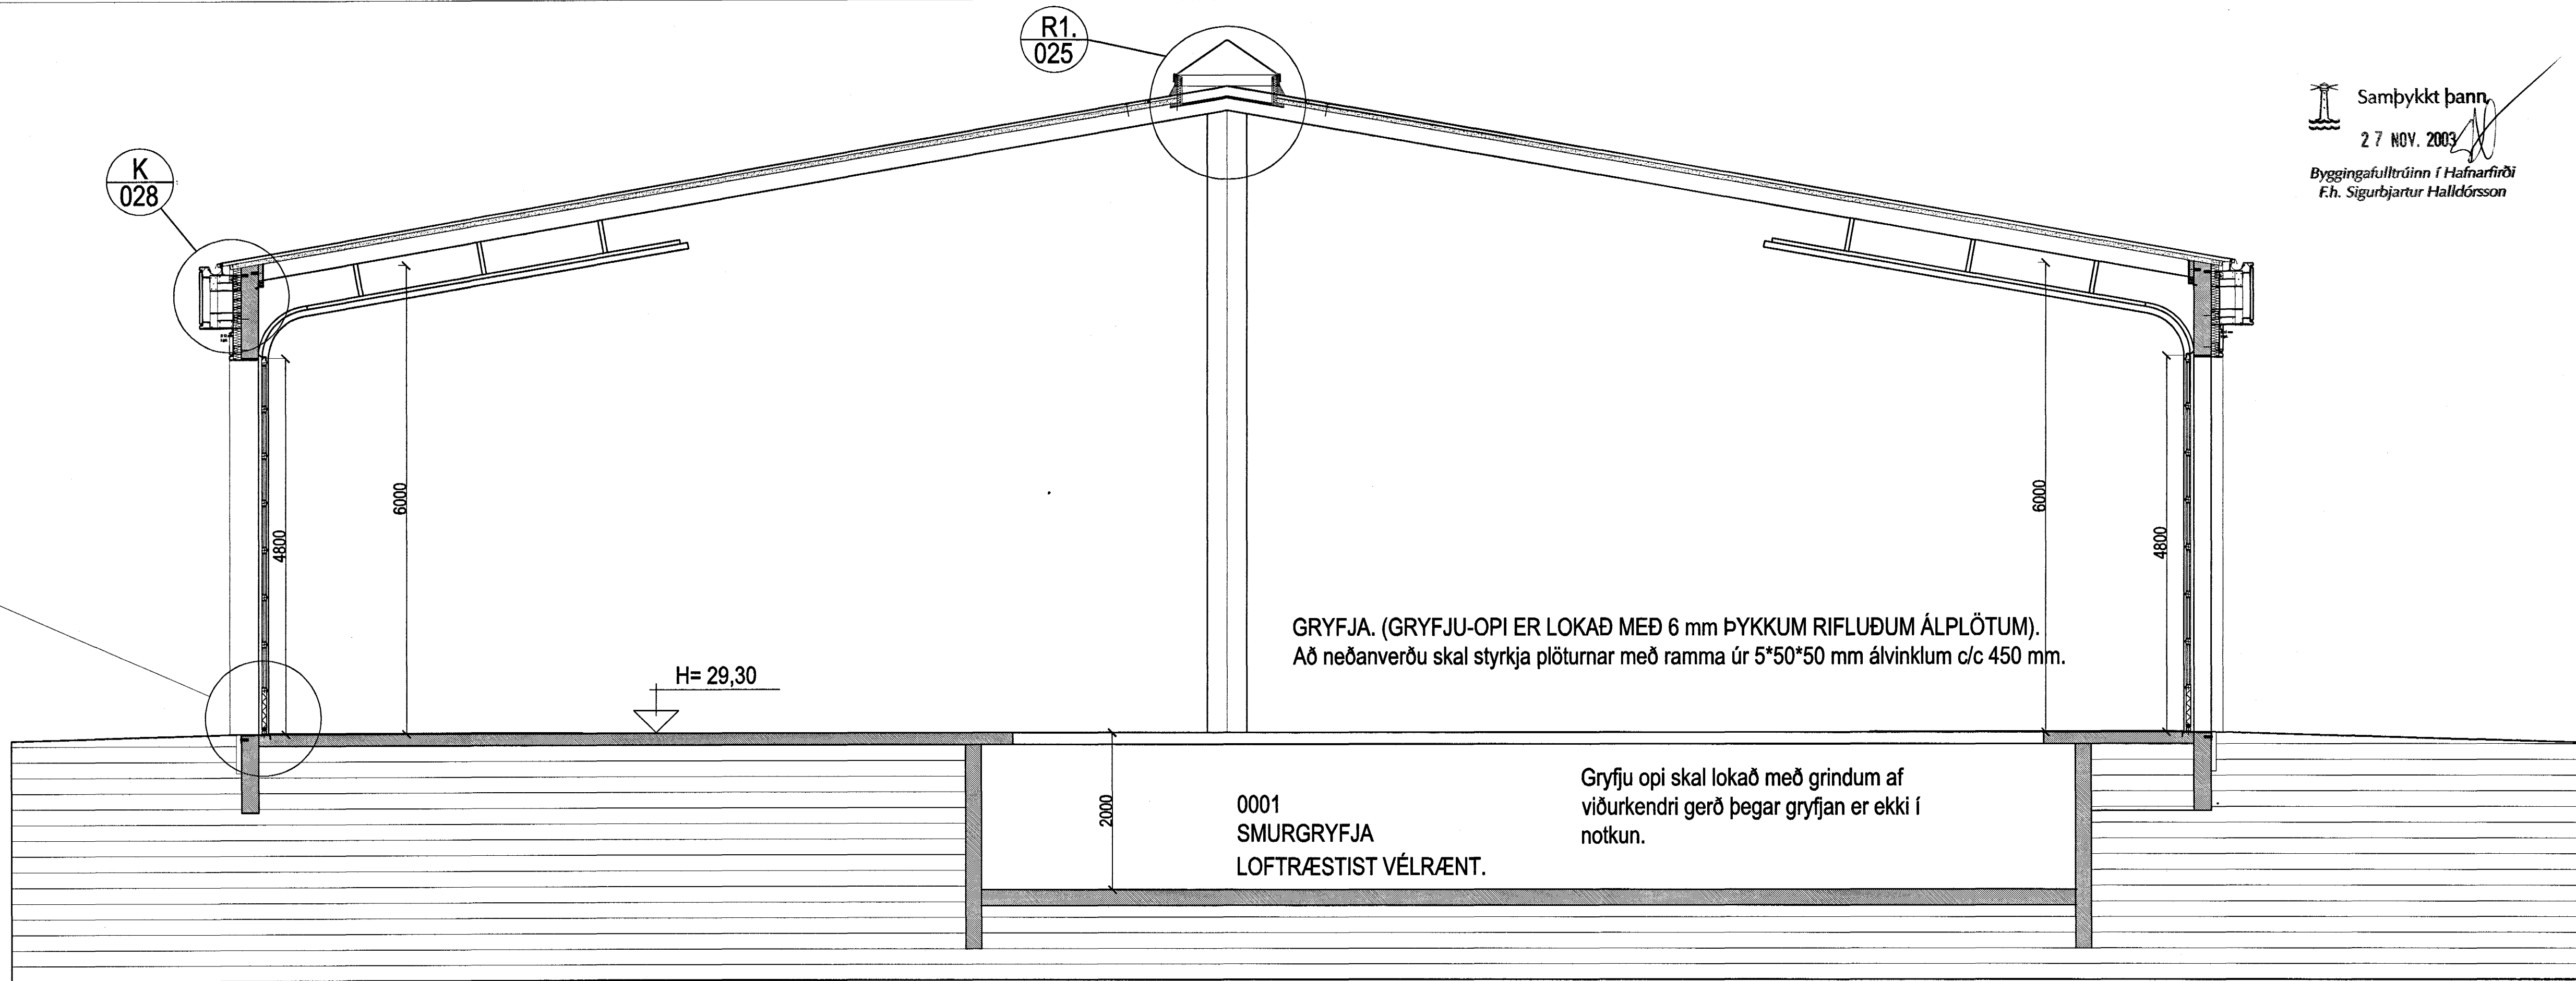 R1.
025
Samþykkt þann
27 NOV. 2003
Byggingafulltrúinn í Hafnarfirði
F.h. Sigurbjartur Halldórsson
K
028
6000
4800
6000
4800
GRYFJA. (GRYFJU-OPI ER LOKAÐ MEÐ 6 mm ÞYKKUM RIFLUÐUM ÁLPLÖTUM).
Að neðanverðu skal styrkja plöturnar með ramma úr 5*50*50 mm álvinklum c/c 450 mm.
H= 29,30
2000
0001
SMURGRYFJA
LOFTRÆSTIST VÉLRÆNT.
Gryfju opi skal lokað með grindum af
viðurkendri gerð þegar gryfjan er ekki í
notkun.